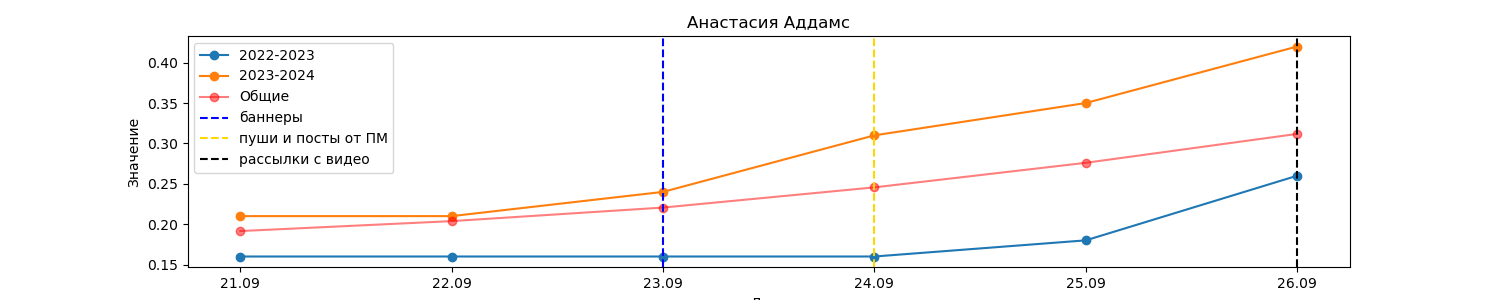 Анастасия Аддамс
2022-2023
2023-2024
Общие
баннеры
пуши и посты от ПМ
рассылки с видео
Значение
0.40
0.35
0.30
0.25
0.20
0.15
21.09
22.09
23.09
24.09
25.09
26.09